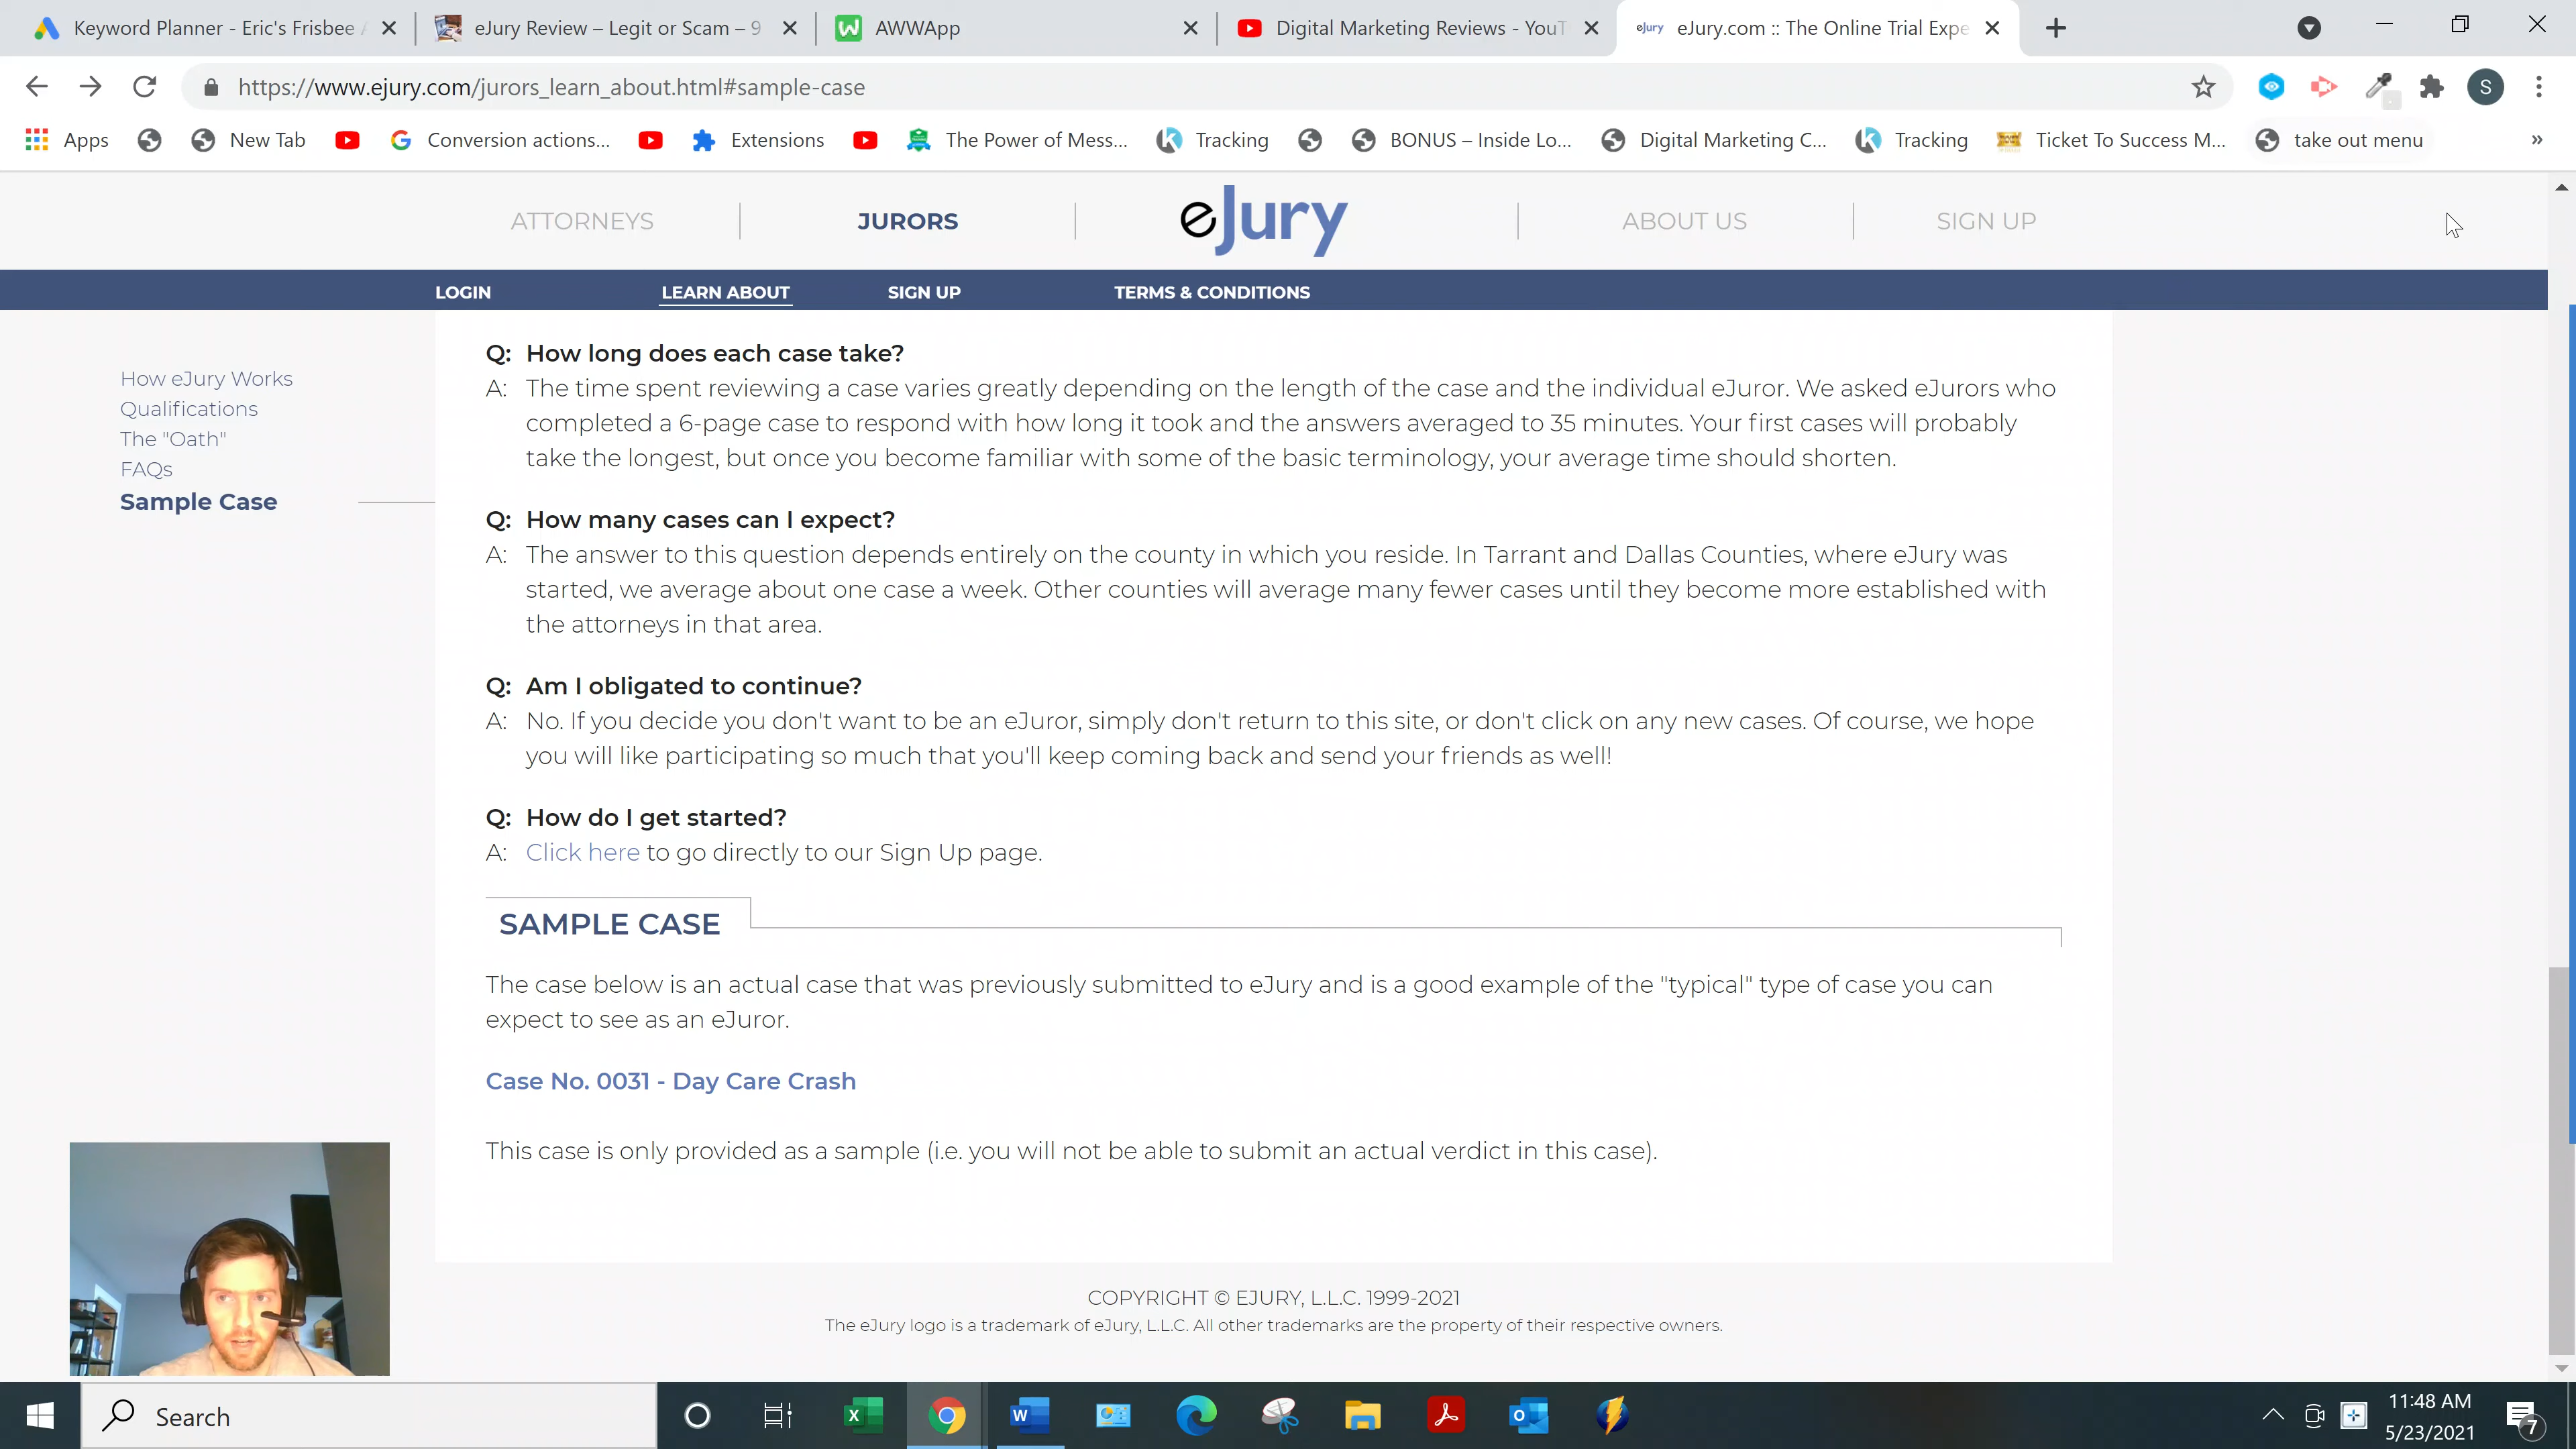 Keyword Planner - Eric's Frisbee A
eJury Review – Legit or Scam – 9
AWWApp
Digital Marketing Reviews - YouT
eJury eJury.com :: The Online Trial Expe
https://www.ejury.com/jurors_learn_about.html#sample-case
S
Apps
New Tab
Conversion actions...
Extensions
The Power of Mess...
Tracking
BONUS – Inside Lo...
Digital Marketing C...
Tracking
Ticket To Success M...
take out menu
»
ATTORNEYS
JURORS
eJury
ABOUT US
SIGN UP
LOGIN
LEARN ABOUT
SIGN UP
TERMS & CONDITIONS
How eJury Works
Qualifications
The "Oath"
FAQs
Sample Case
Q: How long does each case take?
A: The time spent reviewing a case varies greatly depending on the length of the case and the individual eJuror. We asked eJurors who
completed a 6-page case to respond with how long it took and the answers averaged to 35 minutes. Your first cases will probably
take the longest, but once you become familiar with some of the basic terminology, your average time should shorten.
Q: How many cases can I expect?
A: The answer to this question depends entirely on the county in which you reside. In Tarrant and Dallas Counties, where eJury was
started, we average about one case a week. Other counties will average many fewer cases until they become more established with
the attorneys in that area.
Q: Am I obligated to continue?
A: No. If you decide you don't want to be an eJuror, simply don't return to this site, or don't click on any new cases. Of course, we hope
you will like participating so much that you'll keep coming back and send your friends as well!
Q: How do I get started?
A: Click here to go directly to our Sign Up page.
SAMPLE CASE
The case below is an actual case that was previously submitted to eJury and is a good example of the "typical" type of case you can
expect to see as an eJuror.
Case No. 0031 - Day Care Crash
This case is only provided as a sample (i.e. you will not be able to submit an actual verdict in this case).
COPYRIGHT © EJURY, L.L.C. 1999-2021
The eJury logo is a trademark of eJury, L.L.C. All other trademarks are the property of their respective owners.
Search
11:48 AM
5/23/2021
7